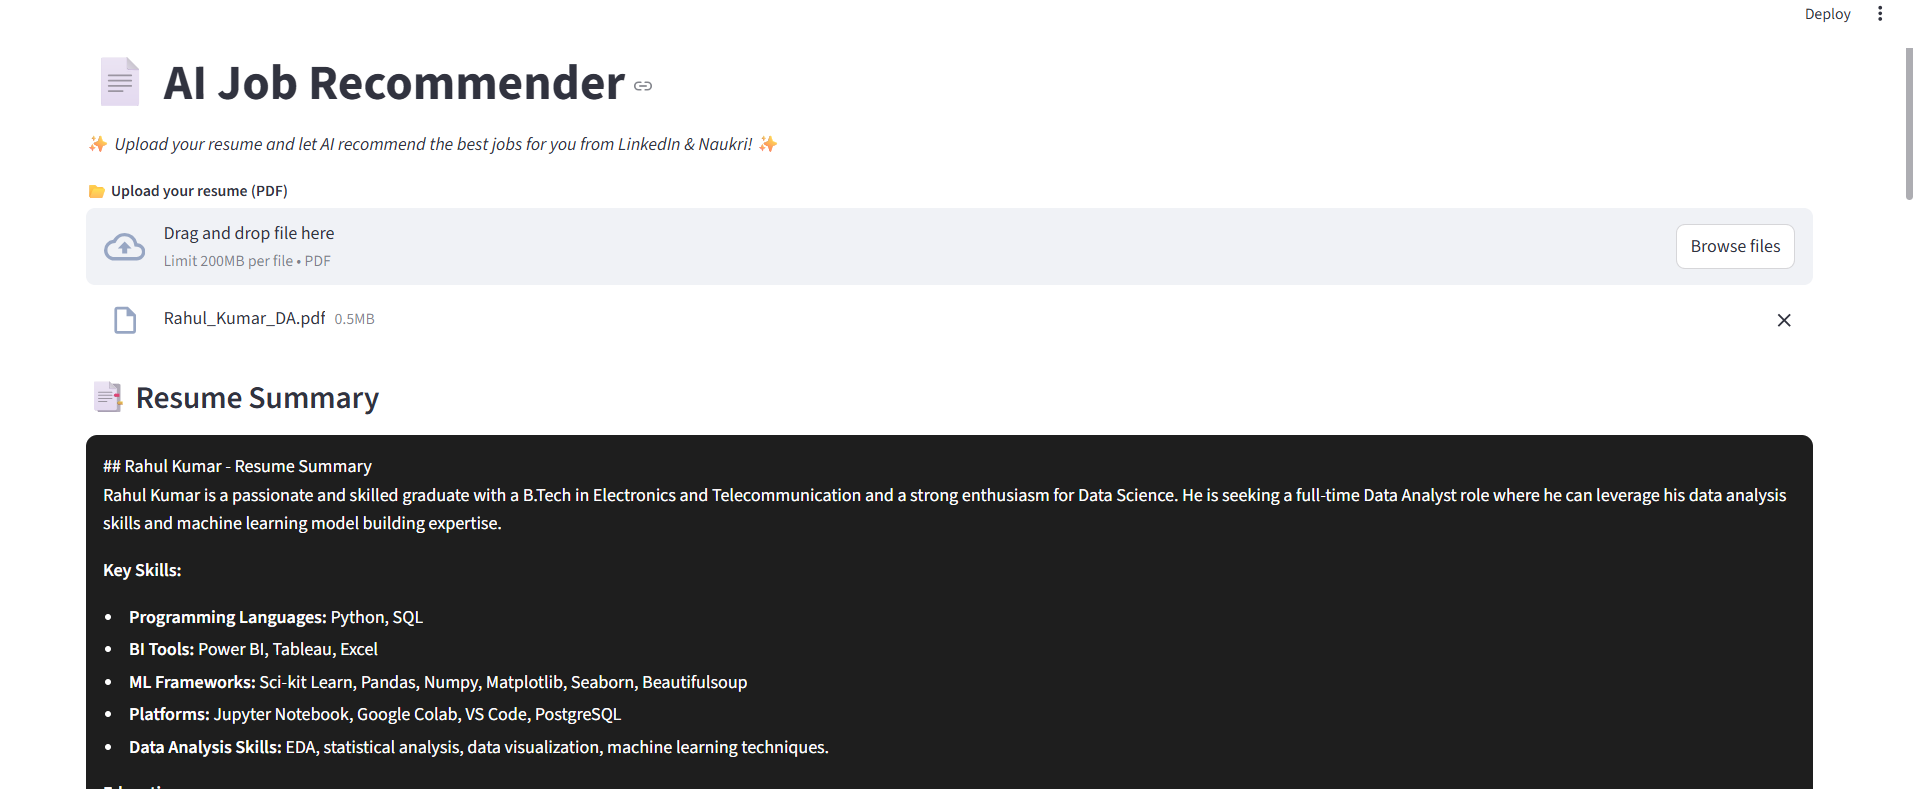 Deploy
AI Job Recommender
✨ Upload your resume and let AI recommend the best jobs for you from LinkedIn & Naukri! ✨
Upload your resume (PDF)
Drag and drop file here
Limit 200MB per file • PDF
Browse files
Rahul_Kumar_DA.pdf 0.5MB
Resume Summary
## Rahul Kumar - Resume Summary
Rahul Kumar is a passionate and skilled graduate with a B.Tech in Electronics and Telecommunication and a strong enthusiasm for Data Science. He is seeking a full-time Data Analyst role where he can leverage his data analysis
skills and machine learning model building expertise.
Key Skills:
• Programming Languages: Python, SQL
• BI Tools: Power BI, Tableau, Excel
• ML Frameworks: Sci-kit Learn, Pandas, Numpy, Matplotlib, Seaborn, Beautifulsoup
• Platforms: Jupyter Notebook, Google Colab, VS Code, PostgreSQL
• Data Analysis Skills: EDA, statistical analysis, data visualization, machine learning techniques.